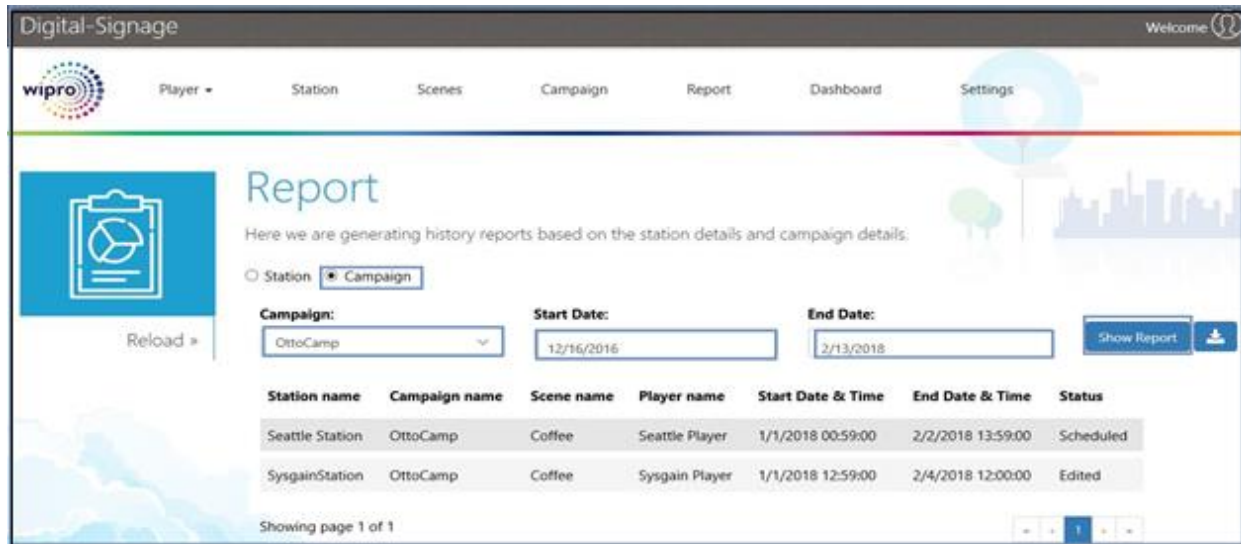 Digital-Signage
Welcome
wipro
Player
Station
Scenes
Campaign
Report
Dashboard
Settings
Report
Here we are generating history reports based on the station details and campaign details.
Station Campaign
Campaign: Start Date: End Date:
OttoCamp 12/16/2016 2/13/2018 Show Report
Reload »
Station name Campaign name Scene name Player name Start Date & Time End Date & Time Status
Seattle Station OttoCamp Coffee Seattle Player 1/1/2018 00:59:00 2/2/2018 13:59:00 Scheduled
SysgainStation OttoCamp Coffee Sysgain Player 1/1/2018 12:59:00 2/4/2018 12:00:00 Edited
Showing page 1 of 1
1